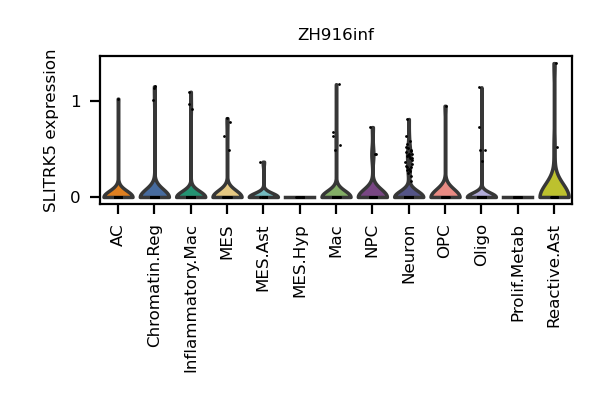 ZH916inf
SLITRK5 expression
1
0
AC
Chromatin.Reg
Inflammatory.Mac
MES
MES.Ast
MES.Hyp
Mac
NPC
Neuron
OPC
Oligo
Prolif.Metab
Reactive.Ast